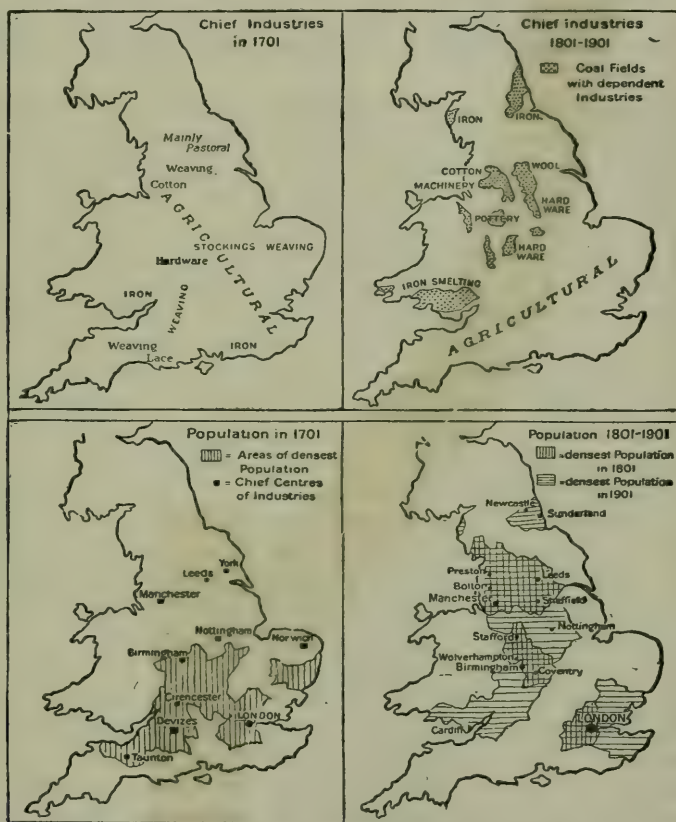 Chief Industries
in 1701
Mainly
Pastoral
Weaving
Cotton
AGRICULTURAL
STOCKINGS WEAVING
Hardware
IRON
WEAVING
Weaving
Lace
IRON
Chief industries
1801-1901
Coal Fields
with dependent
Industries
IRON
IRON
COTTON
WOOL
MACHINERY
HARD
WARE
POTTERY
HARD
WARE
IRON SMELTING
AGRICULTURAL
Population in 1701
= Areas of densest
Population
= Chief Centres
of Industries
York
Leeds
Manchester
Nottingham
Norwich
Birmingham
Cirencester
LONDON
Devizes
Taunton
Population 1801-1901
=densest Population
in 1801
=densest Population
in 1901
Newcastle
Sunderland
Preston
Leeds
Bolton
Manchester
Sheffield
Nottingham
Stafford
Wolverhampton
Birmingham
Coventry
LONDON
Cardiff